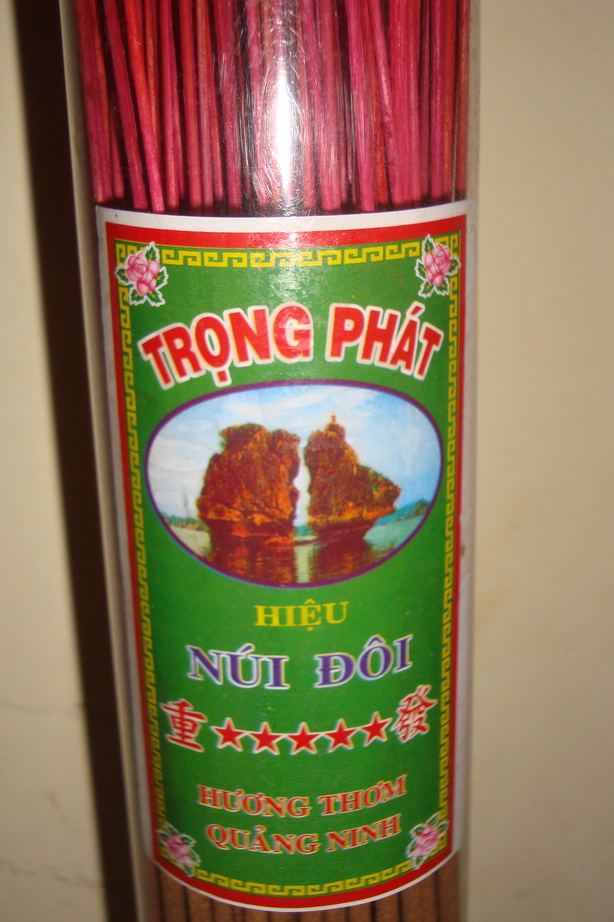 TRỌNG PHÁT
HIỆU
NÚI ĐÔI
重★★★★★發
HƯƠNG THƠM
QUẢNG NINH